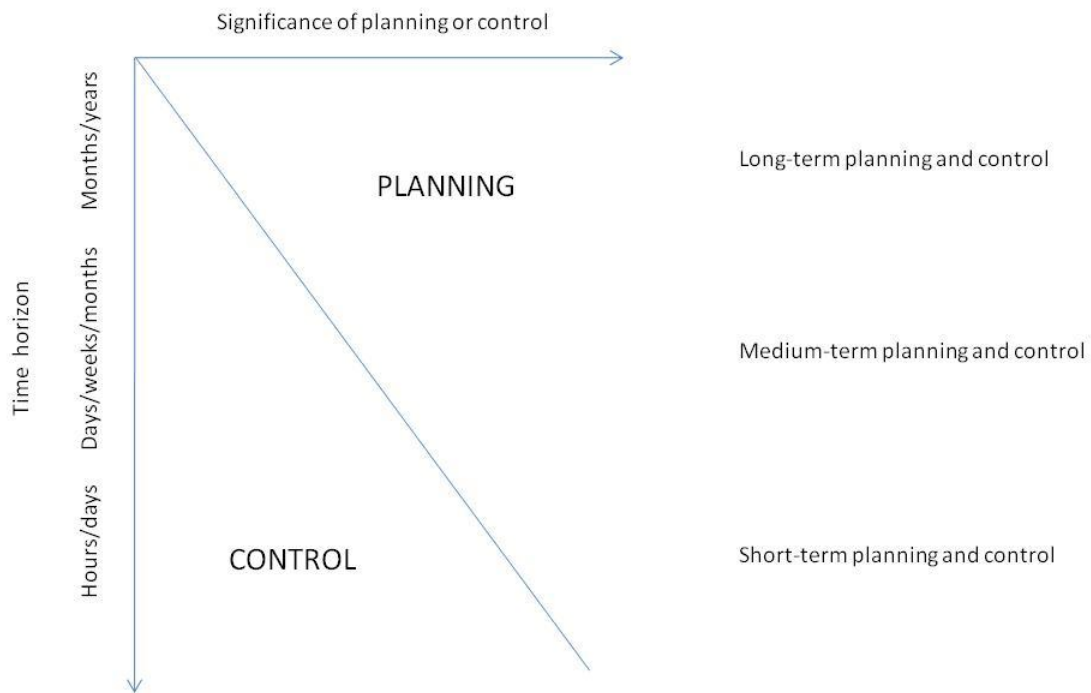 Significance of planning or control
Months/years
PLANNING
Long-term planning and control
Time horizon
Days/weeks/months
Medium-term planning and control
Hours/days
CONTROL
Short-term planning and control